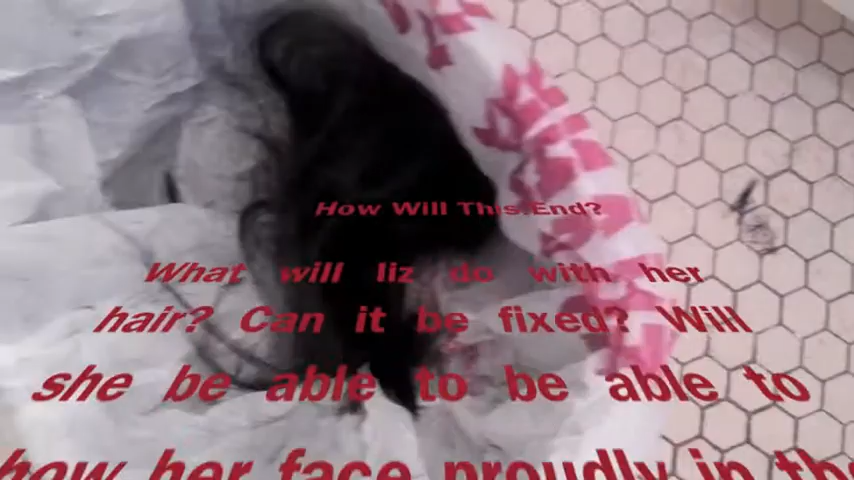 How Will This End?
What will liz do with her
hair? Can it be fixed? Will
she be able to be able to
how her face proudly in